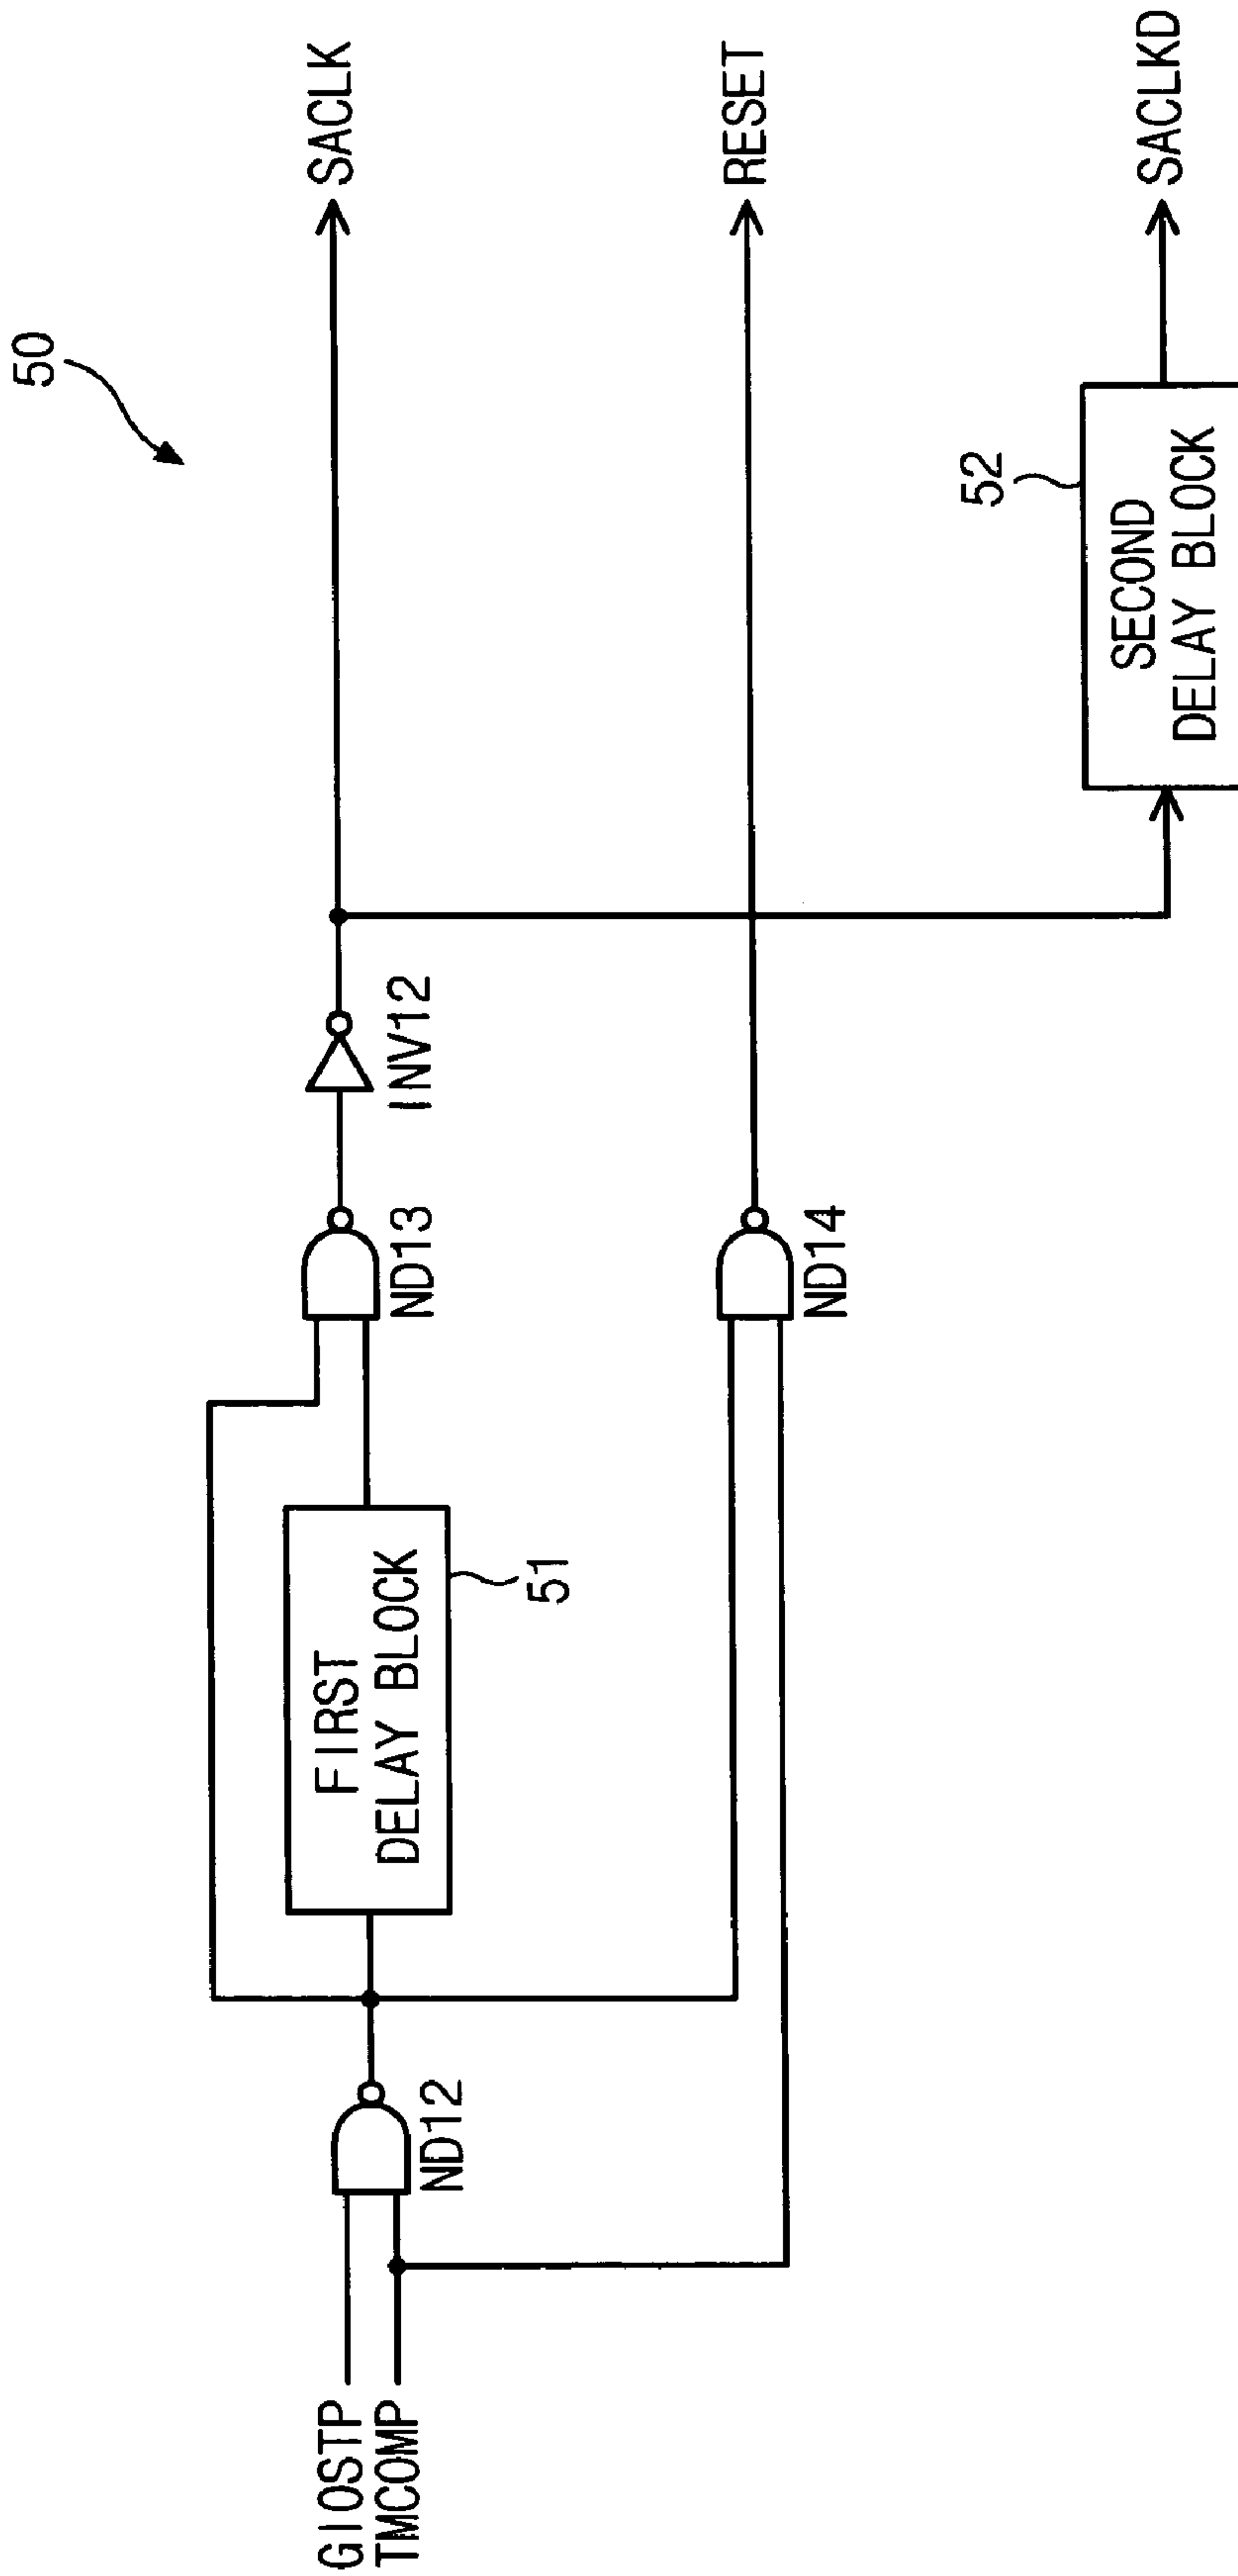 50
GIOSTP
TMCOMP
ND12
FIRST
DELAY BLOCK
51
ND13
INV12
SACLK
ND14
RESET
52
SECOND
DELAY BLOCK
SACLKD